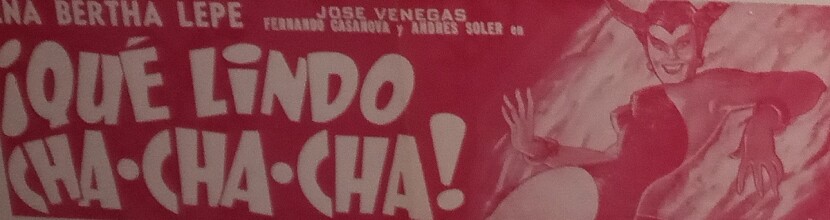 NA BERTHA LEPE
JOSE VENEGAS
FERNANDO CASANOVA y ANDRES SOLER en
¡QUÉ LINDO
CHA·CHA·CHA!